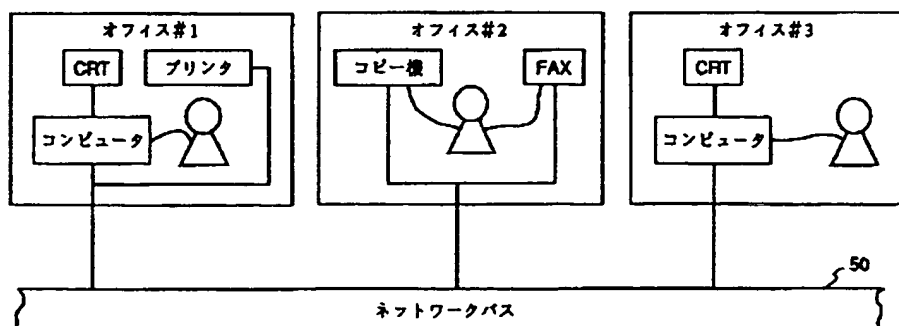 オフィス#1
CRT
プリンタ
コンピュータ
オフィス#2
コピー機
FAX
オフィス#3
CRT
コンピュータ
50
ネットワークバス